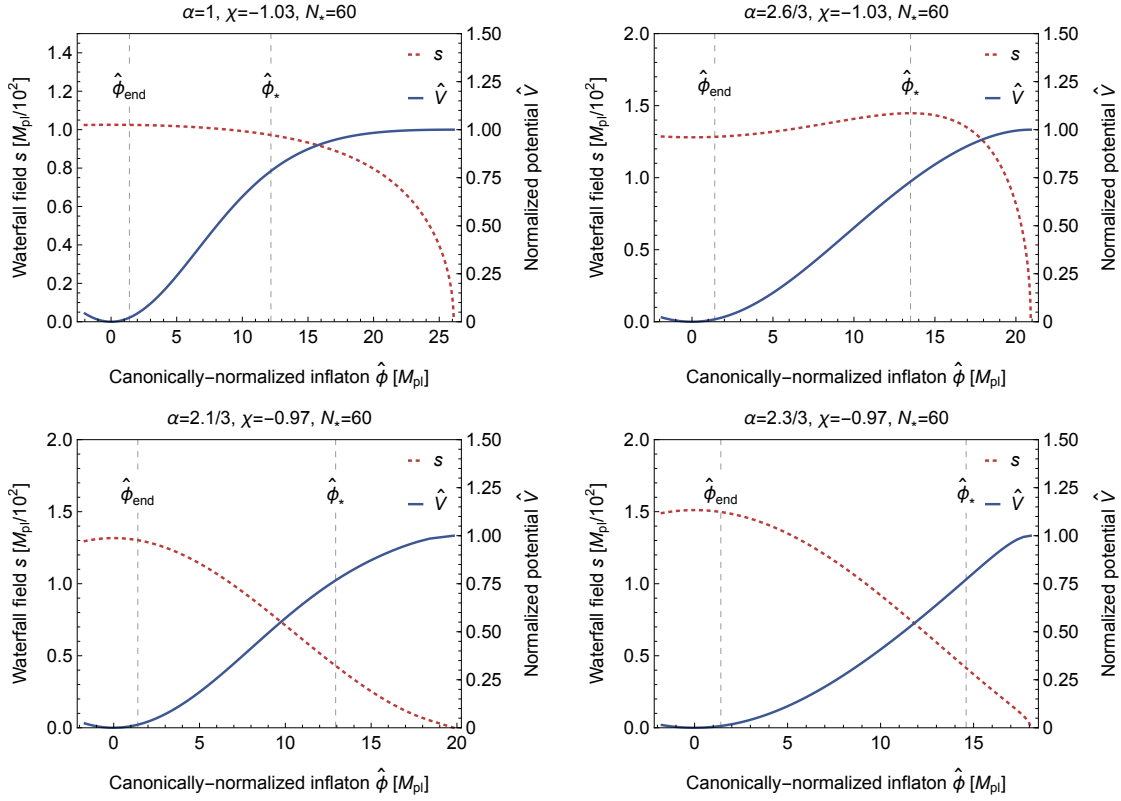 α=1, χ=−1.03, N*=60
Waterfall field s [Mpl/10²]
1.4
1.2
1.0
0.8
0.6
0.4
0.2
0.0
ϕ̂end
ϕ̂*
s
V̂
1.50
1.25
1.00
0.75
0.50
0.25
0
Normalized potential V̂
0 5 10 15 20 25
Canonically−normalized inflaton ϕ̂ [Mpl]
α=2.6/3, χ=−1.03, N*=60
Waterfall field s [Mpl/10²]
2.0
1.5
1.0
0.5
0.0
ϕ̂end
ϕ̂*
s
V̂
1.50
1.25
1.00
0.75
0.50
0.25
0
Normalized potential V̂
0 5 10 15 20
Canonically−normalized inflaton ϕ̂ [Mpl]
α=2.1/3, χ=−0.97, N*=60
Waterfall field s [Mpl/10²]
2.0
1.5
1.0
0.5
0.0
ϕ̂end
ϕ̂*
s
V̂
1.50
1.25
1.00
0.75
0.50
0.25
0
Normalized potential V̂
0 5 10 15 20
Canonically−normalized inflaton ϕ̂ [Mpl]
α=2.3/3, χ=−0.97, N*=60
Waterfall field s [Mpl/10²]
2.0
1.5
1.0
0.5
0.0
ϕ̂end
ϕ̂*
s
V̂
1.50
1.25
1.00
0.75
0.50
0.25
0
Normalized potential V̂
0 5 10 15
Canonically−normalized inflaton ϕ̂ [Mpl]